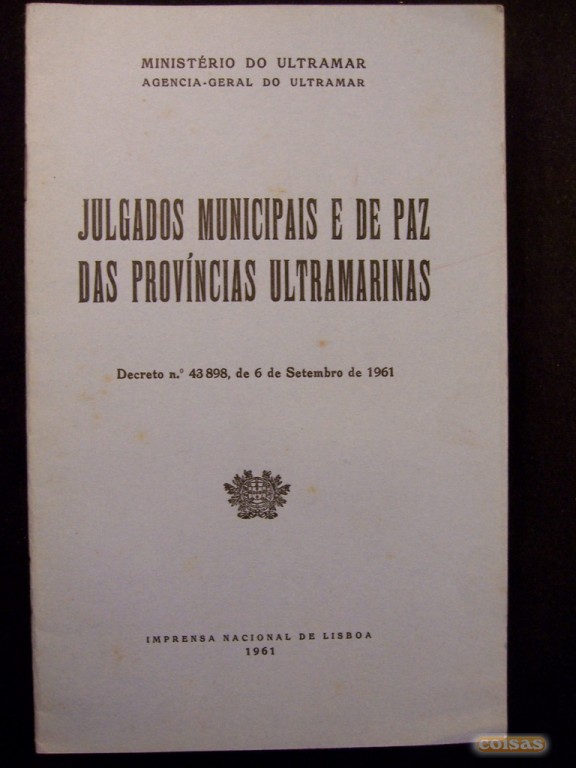 MINISTÉRIO DO ULTRAMAR
AGENCIA-GERAL DO ULTRAMAR
JULGADOS MUNICIPAIS E DE PAZ
DAS PROVÍNCIAS ULTRAMARINAS
Decreto n.º 43 898, de 6 de Setembro de 1961
IMPRENSA NACIONAL DE LISBOA
1961
coisas